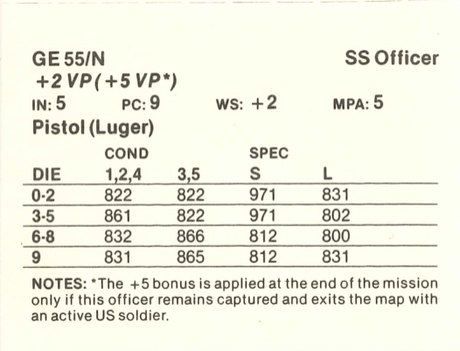 GE 55/N SS Officer
+2 VP (+5 VP*)
IN: 5 PC: 9 WS: +2 MPA: 5
Pistol (Luger)
COND SPEC
DIE 1,2,4 3,5 S L
0-2 822 822 971 831
3-5 861 822 971 802
6-8 832 866 812 800
9 831 865 812 831
NOTES: *The +5 bonus is applied at the end of the mission
only if this officer remains captured and exits the map with
an active US soldier.